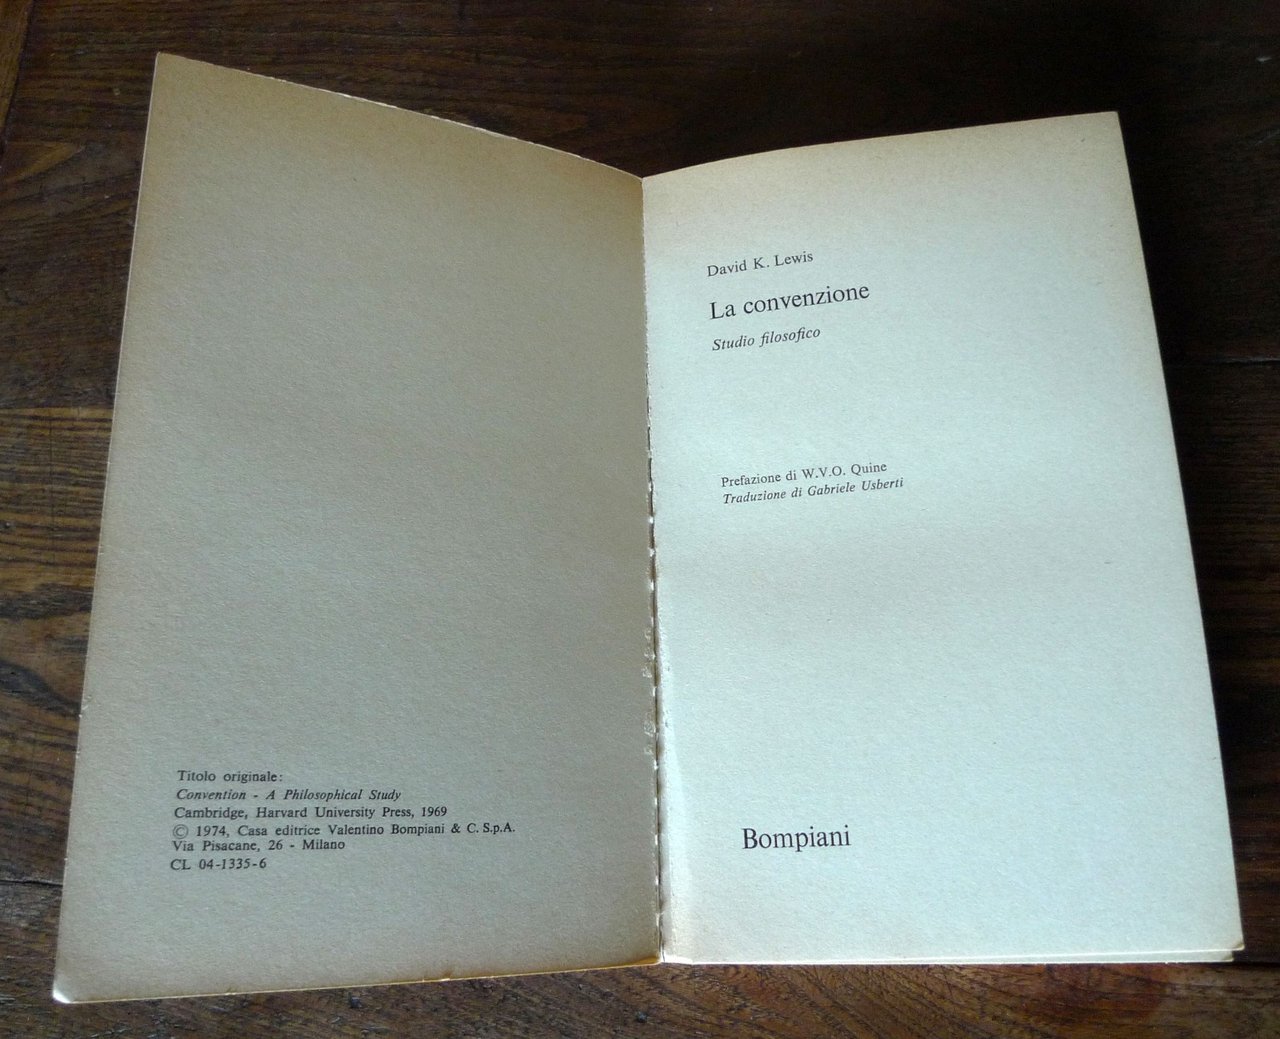 Titolo originale:
Convention - A Philosophical Study
Cambridge, Harvard University Press, 1969
© 1974, Casa editrice Valentino Bompiani & C. S.p.A.
Via Pisacane, 26 - Milano
CL 04-1335-6
David K. Lewis
La convenzione
Studio filosofico
Prefazione di W.V.O. Quine
Traduzione di Gabriele Usberti
Bompiani